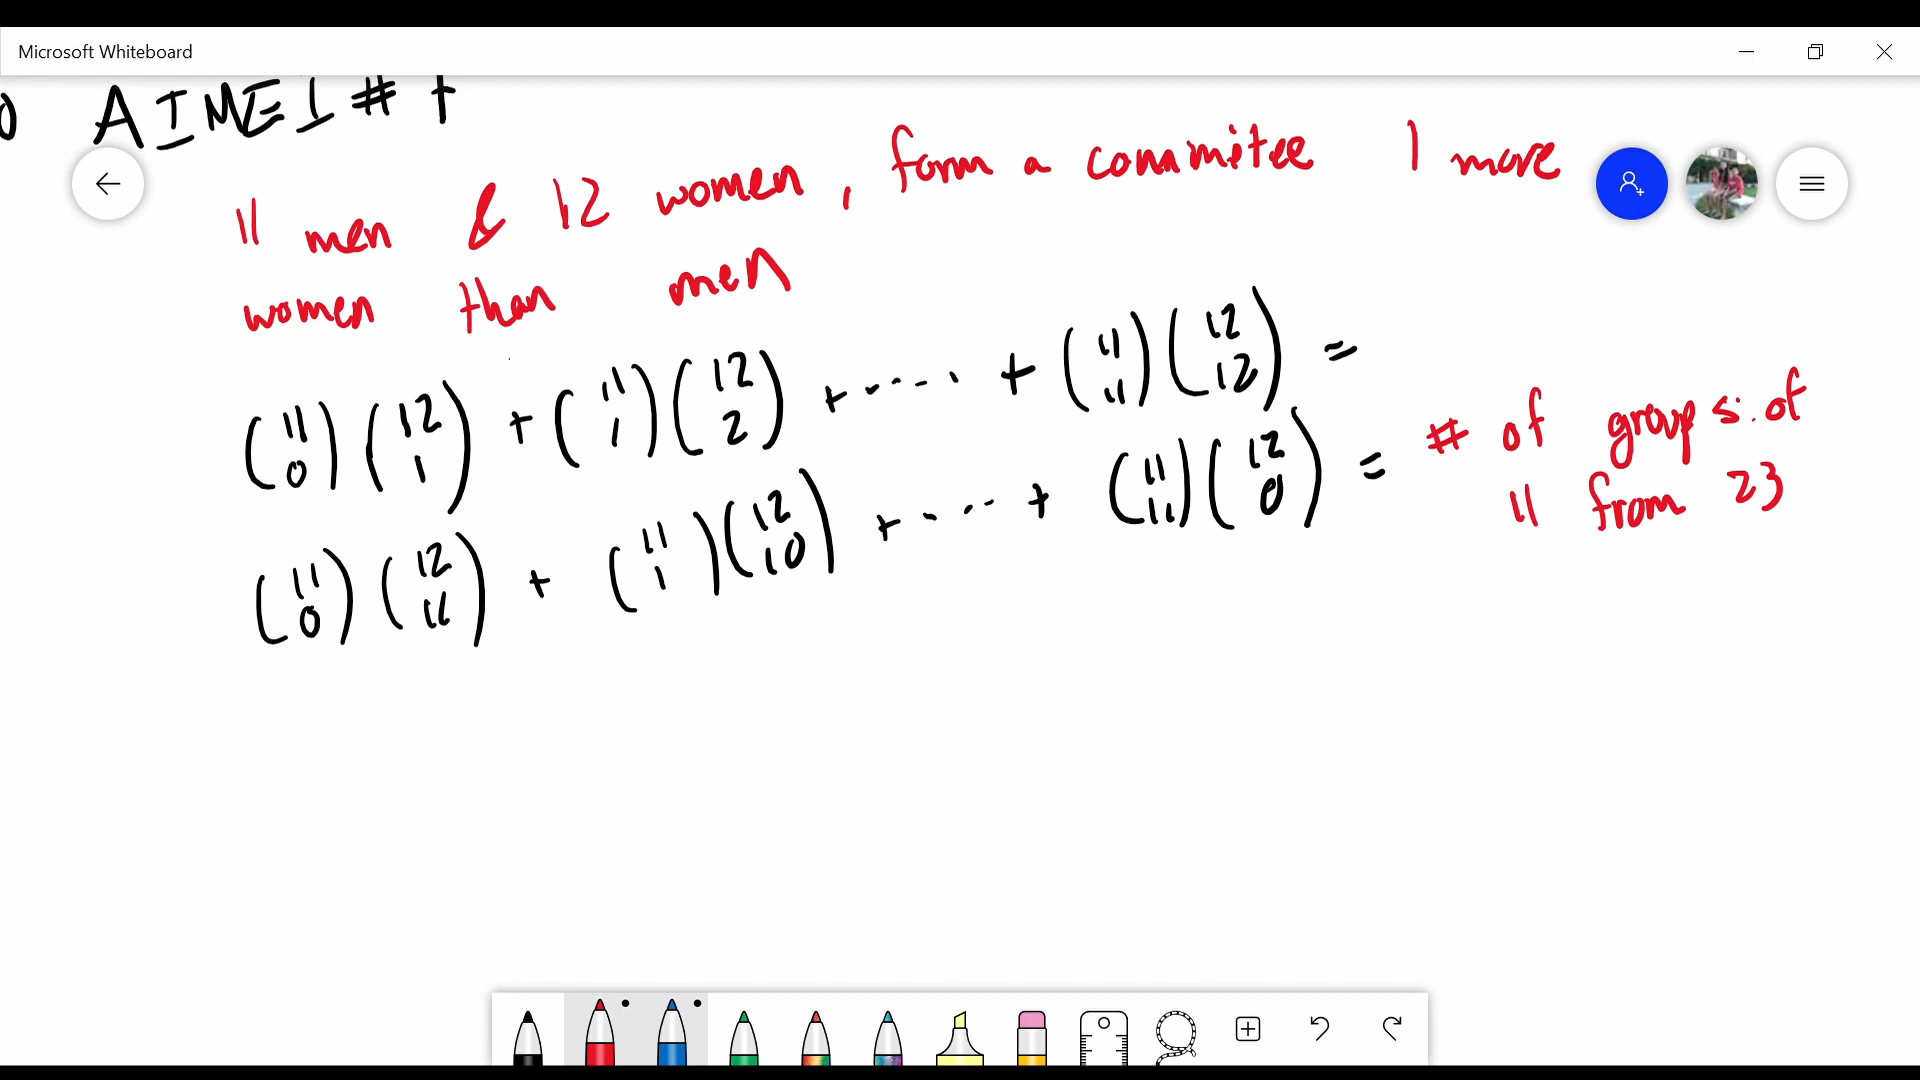 Microsoft Whiteboard
AIME I #
11 men & 12 women, form a commitee 1 more
women than men
(11 0)(12 1) + (11 1)(12 2) + ..... + (11 11)(12 12) =
(11 0)(12 11) + (11 1)(12 10) + .... + (11 11)(12 0) = # of groups of
11 from 23